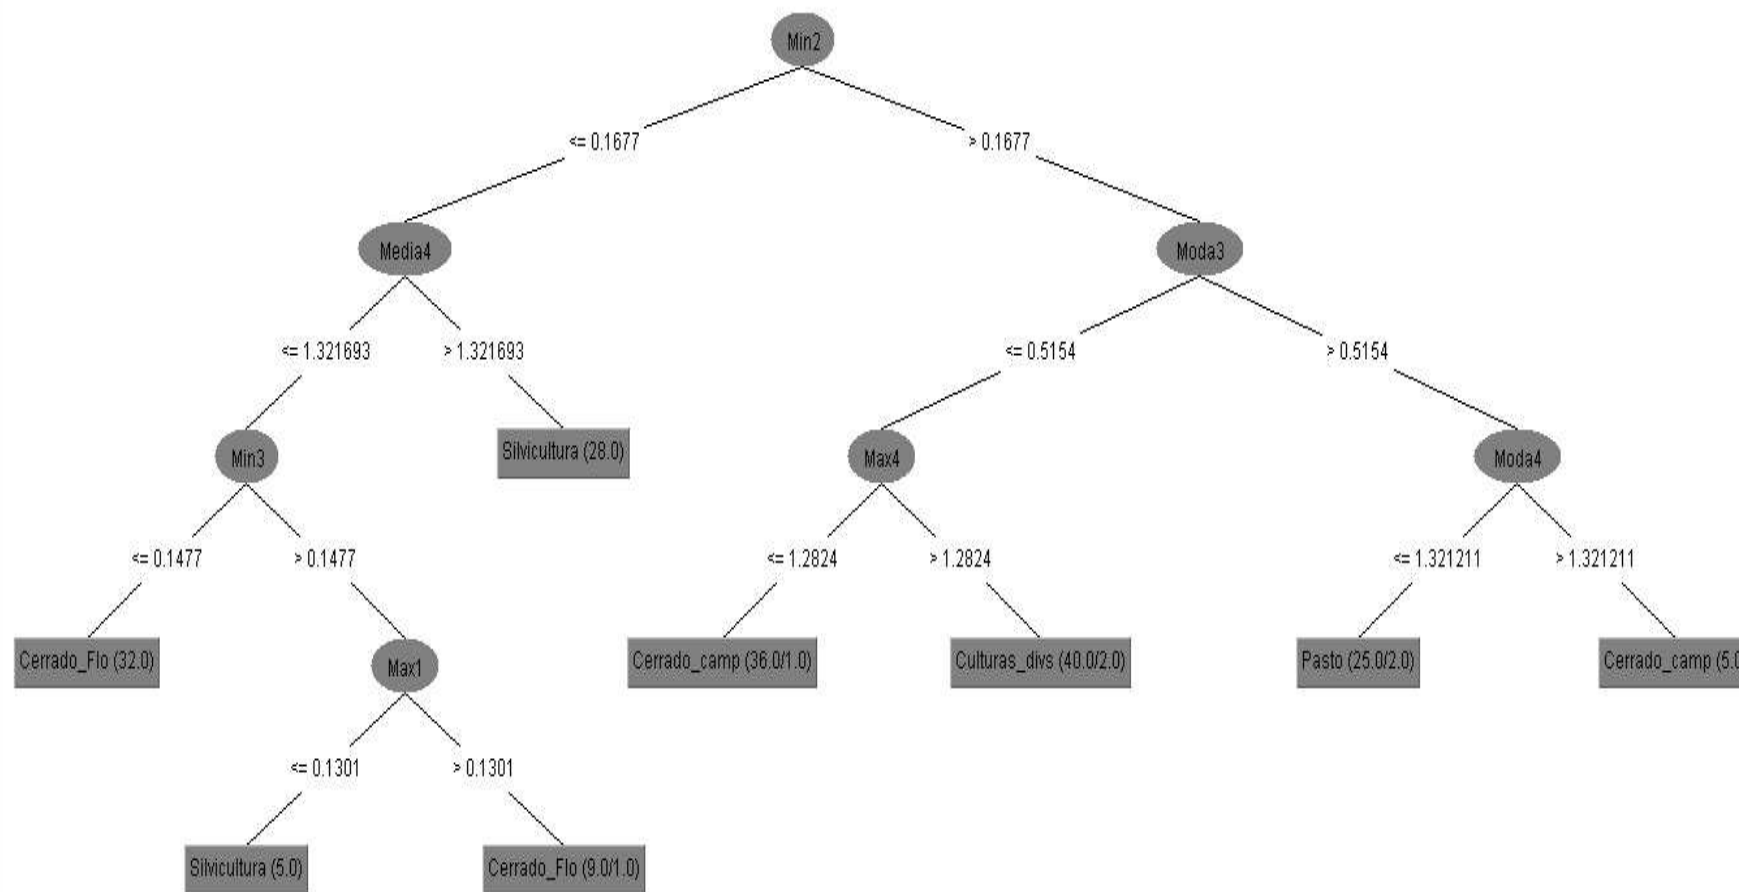 Min2
<= 0.1677
> 0.1677
Media4
Moda3
<= 1.321693
> 1.321693
<= 0.5154
> 0.5154
Min3
Silvicultura (28.0)
Max4
Moda4
<= 0.1477
> 0.1477
<= 1.2824
> 1.2824
<= 1.321211
> 1.321211
Cerrado_Flo (32.0)
Max1
Cerrado_camp (36.0/1.0)
Culturas_divs (40.0/2.0)
Pasto (25.0/2.0)
Cerrado_camp (5.0
<= 0.1301
> 0.1301
Silvicultura (5.0)
Cerrado_Flo (9.0/1.0)